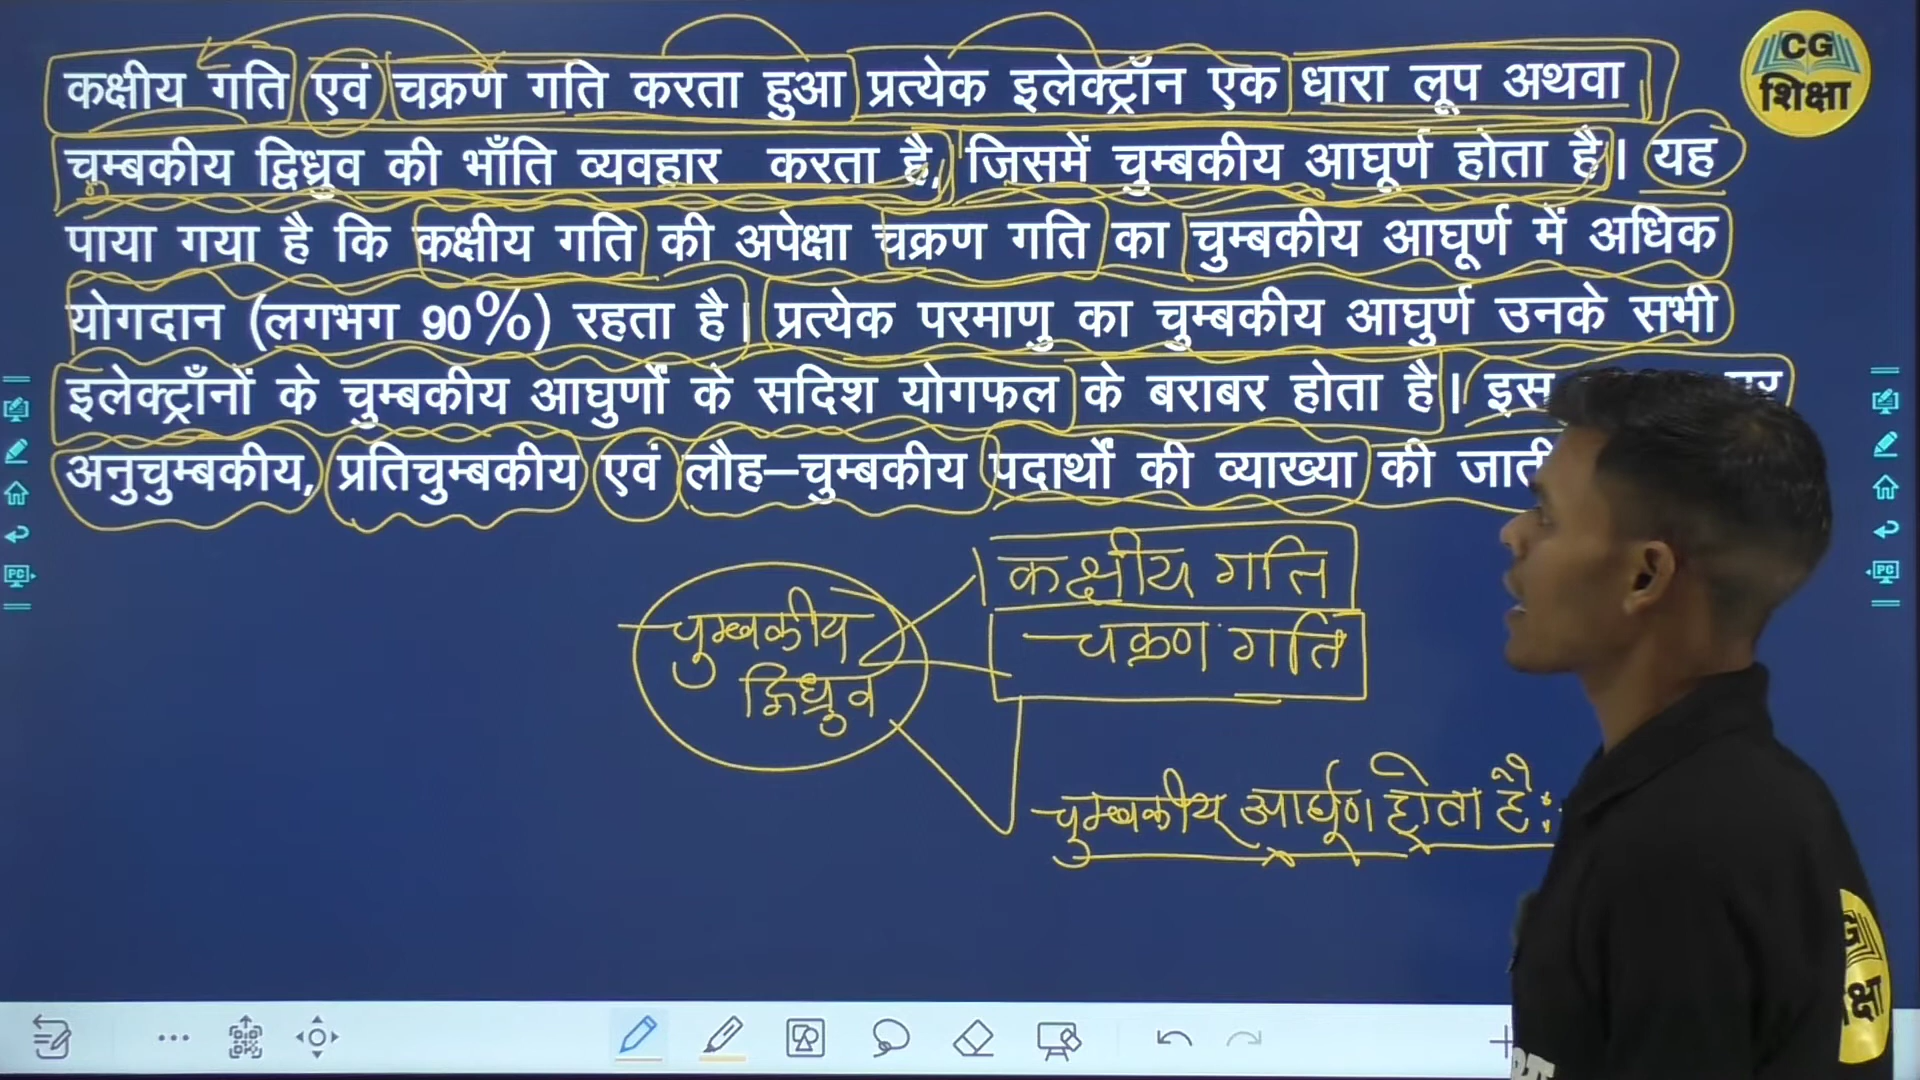 कक्षीय गति एवं चक्रण गति करता हुआ प्रत्येक इलेक्ट्रॉन एक धारा लूप अथवा
चुम्बकीय द्विध्रुव की भाँति व्यवहार करता है, जिसमें चुम्बकीय आघूर्ण होता है। यह
पाया गया है कि कक्षीय गति की अपेक्षा चक्रण गति का चुम्बकीय आघूर्ण में अधिक
योगदान (लगभग 90%) रहता है। प्रत्येक परमाणु का चुम्बकीय आघुर्ण उनके सभी
इलेक्ट्रॉनों के चुम्बकीय आघुर्णों के सदिश योगफल के बराबर होता है। इस
अनुचुम्बकीय, प्रतिचुम्बकीय एवं लौह–चुम्बकीय पदार्थों की व्याख्या की जाती
CG
शिक्षा
कक्षीय गति
चक्रण गति
चुम्बकीय
द्विध्रुव
चुम्बकीय आर्घूण होता है:
PC
PC